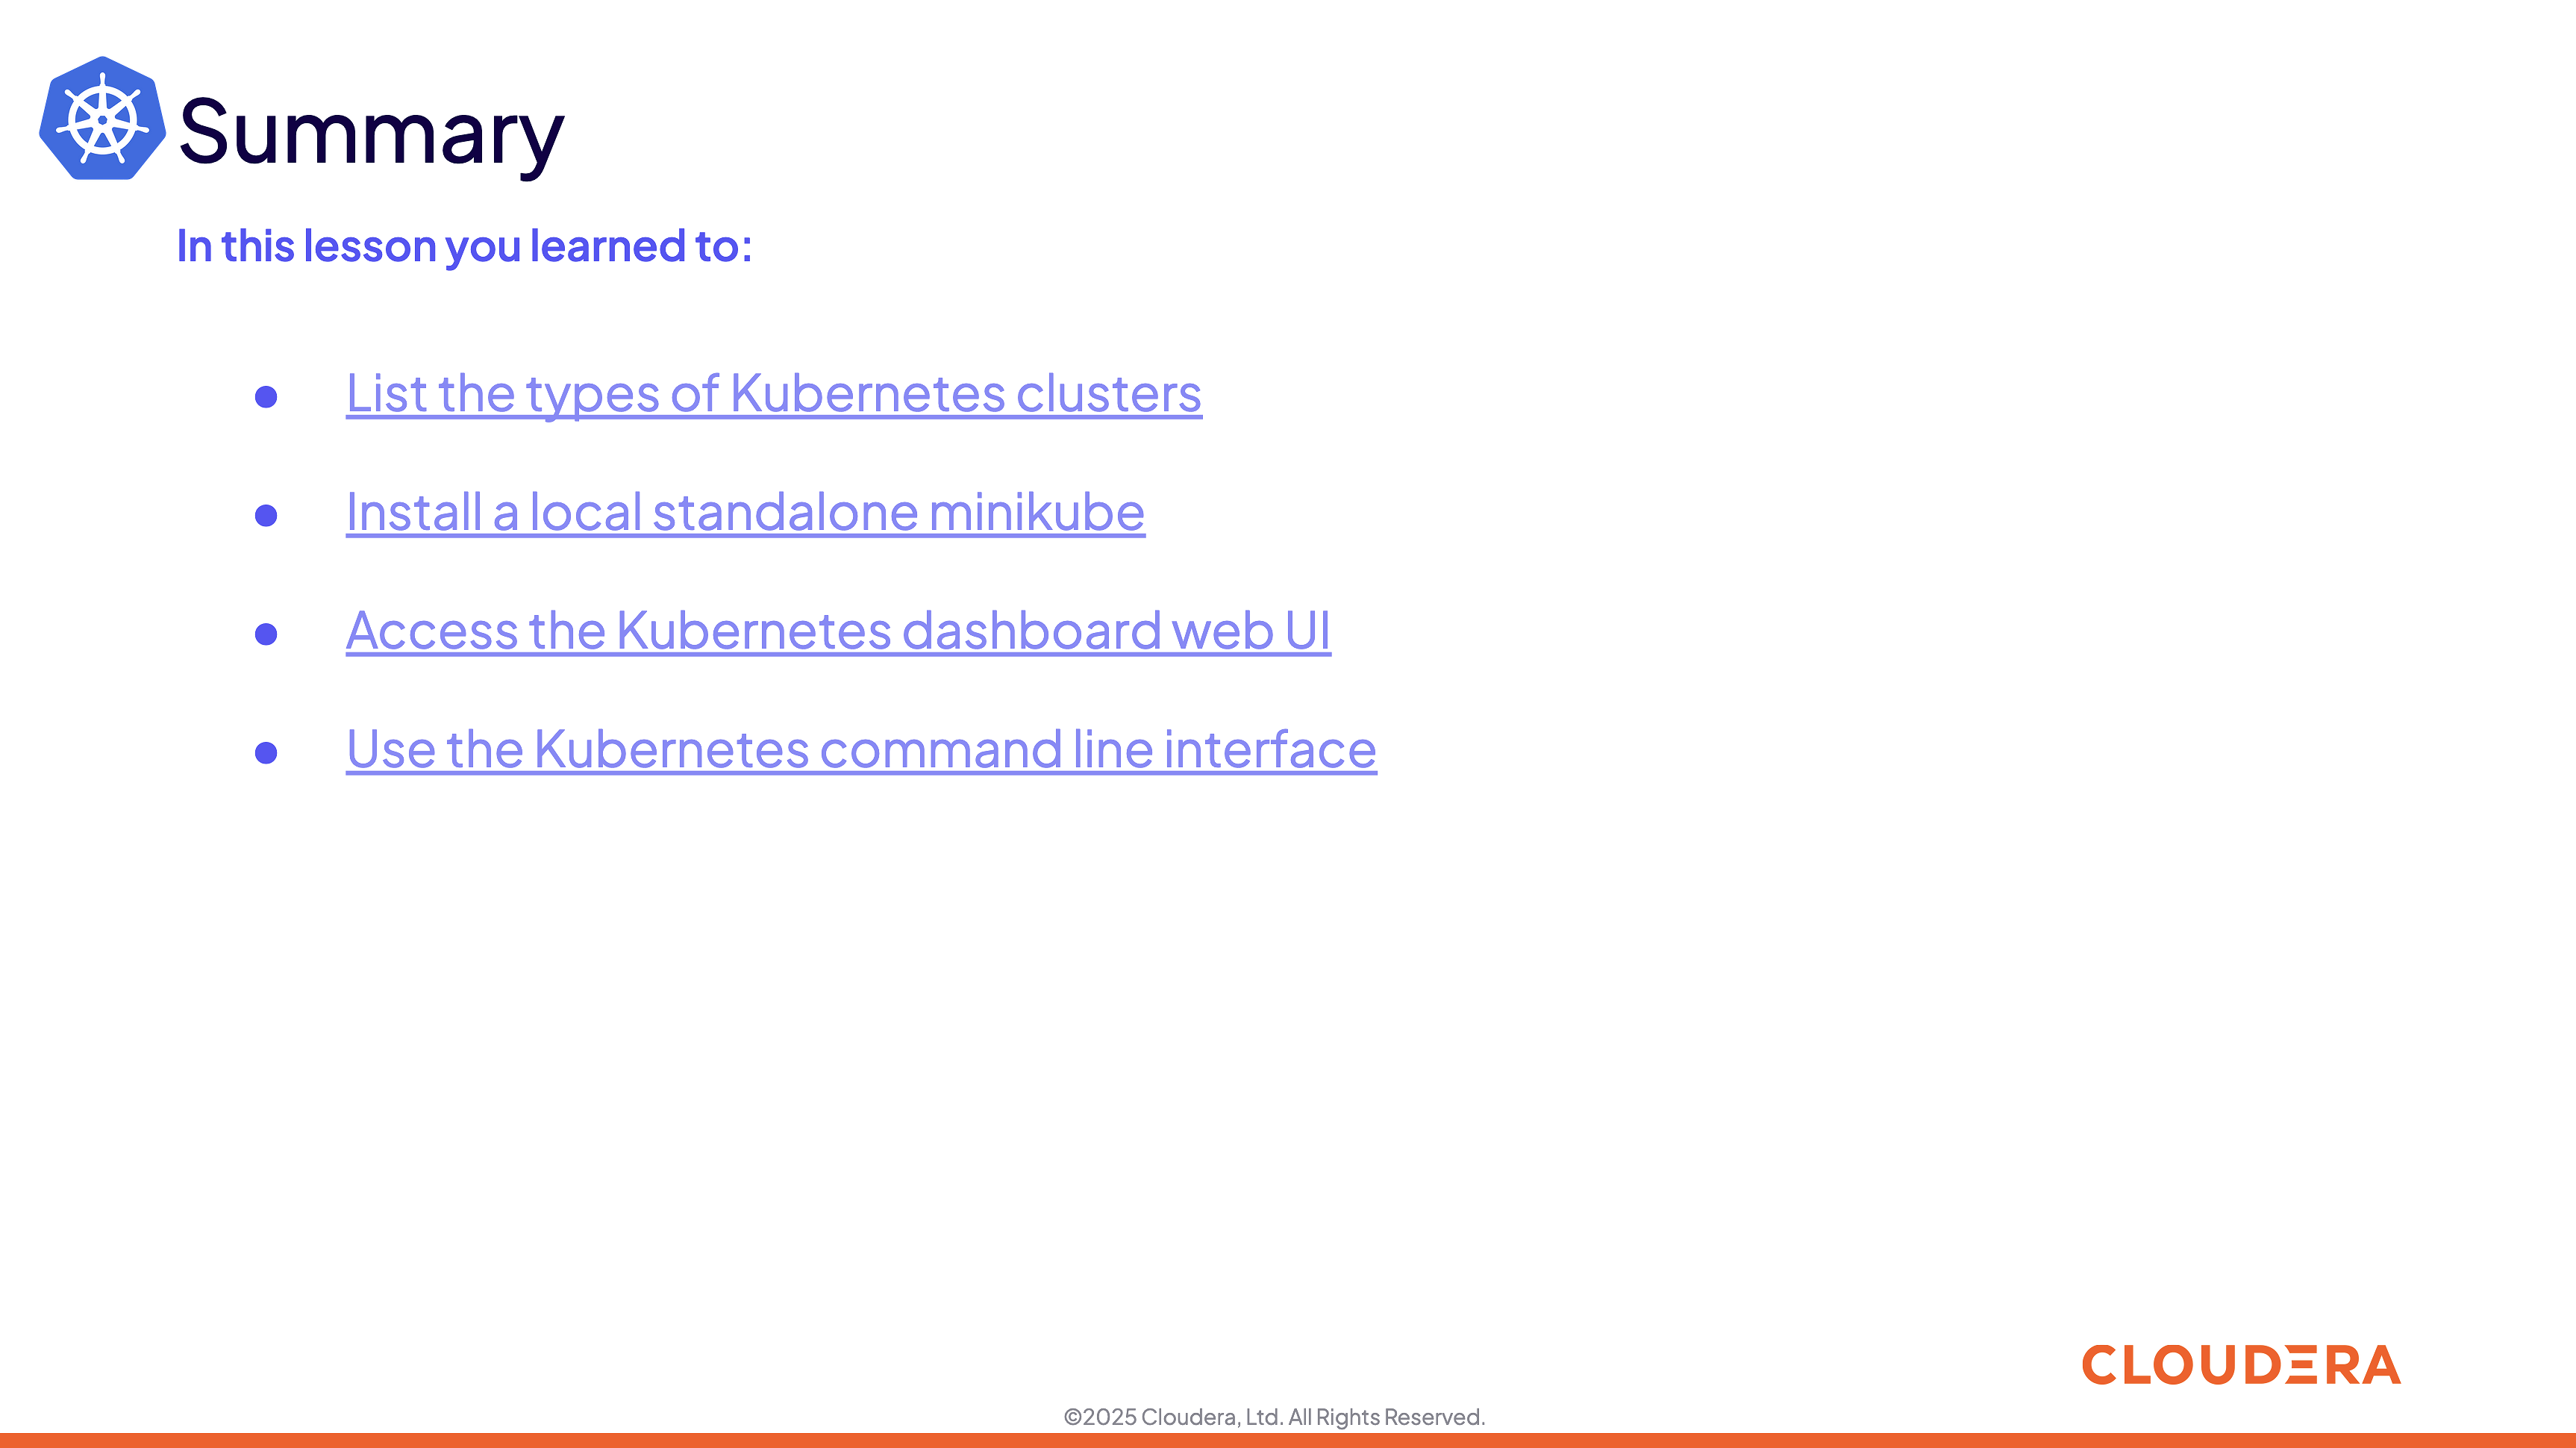 Summary
In this lesson you learned to:
● List the types of Kubernetes clusters
● Install a local standalone minikube
● Access the Kubernetes dashboard web UI
● Use the Kubernetes command line interface
CLOUDERA
©2025 Cloudera, Ltd. All Rights Reserved.